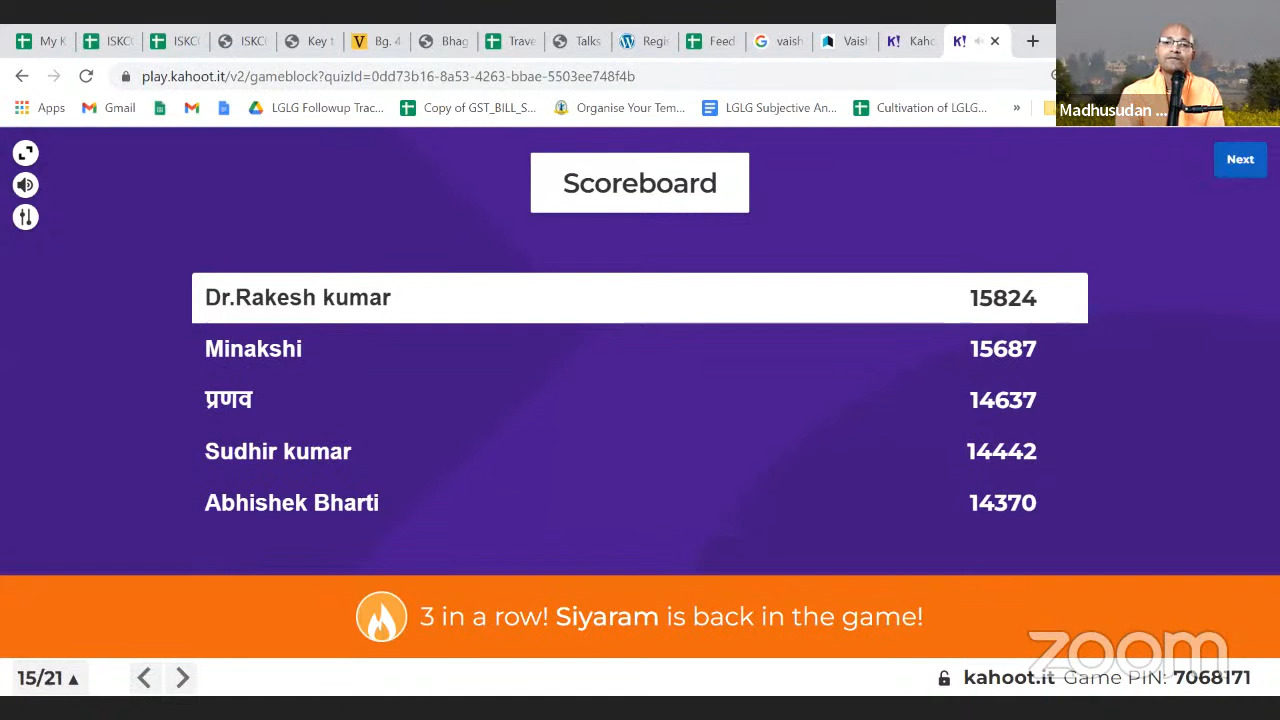 My K
ISKC
ISKC
ISKC
Key t
Bg. 4
Bhag
Trave
Talks
Regis
Feed
vaish
Vaish
Kaho
K!
play.kahoot.it/v2/gameblock?quizId=0dd73b16-8a53-4263-bbae-5503ee748f4b
Apps
Gmail
LGLG Followup Trac...
Copy of GST_BILL_S...
Organise Your Tem...
LGLG Subjective An...
Cultivation of LGLG...
»
Madhusudan ...
Next
Scoreboard
Dr.Rakesh kumar 15824
Minakshi 15687
प्रणव 14637
Sudhir kumar 14442
Abhishek Bharti 14370
3 in a row! Siyaram is back in the game!
zoom
15/21
kahoot.it Game PIN: 7068171